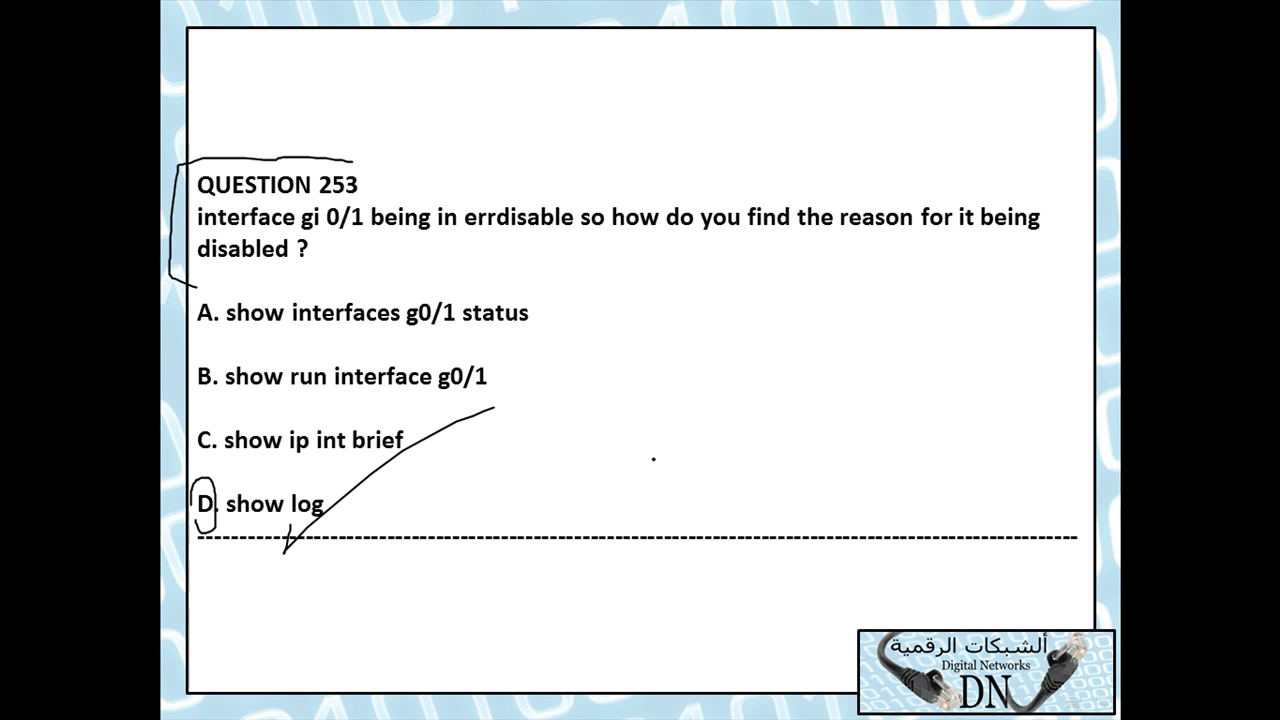 QUESTION 253
interface gi 0/1 being in errdisable so how do you find the reason for it being
disabled ?
A. show interfaces g0/1 status
B. show run interface g0/1
C. show ip int brief
D. show log
ألشبكات الرقمية
Digital Networks
DN